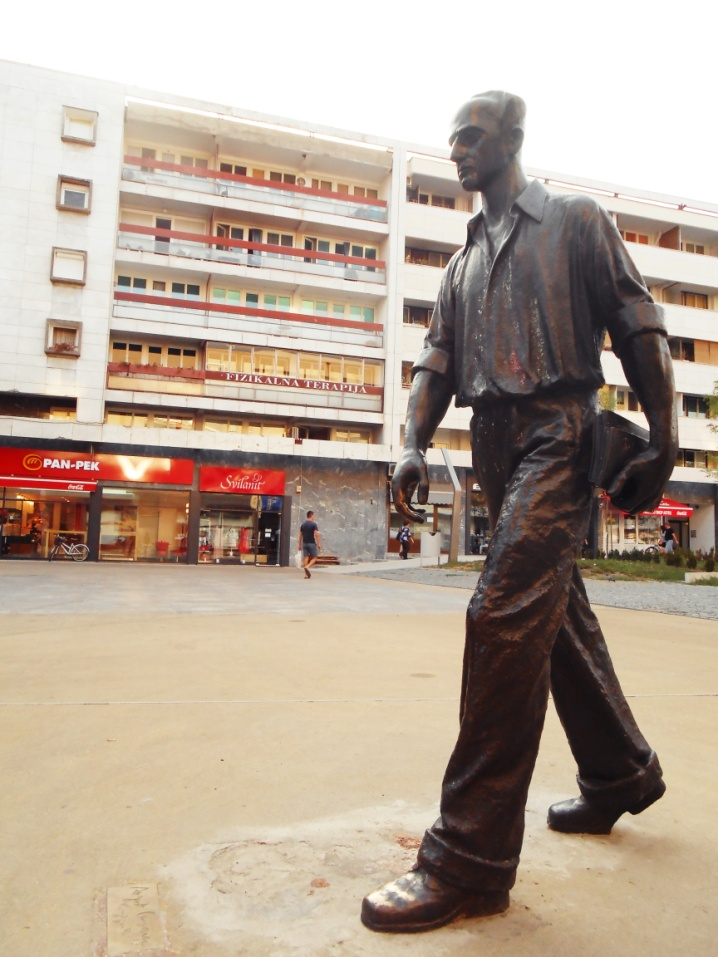 FIZIKALNA TERAPIJA
PAN-PEK
Coca-Cola
Svilanit